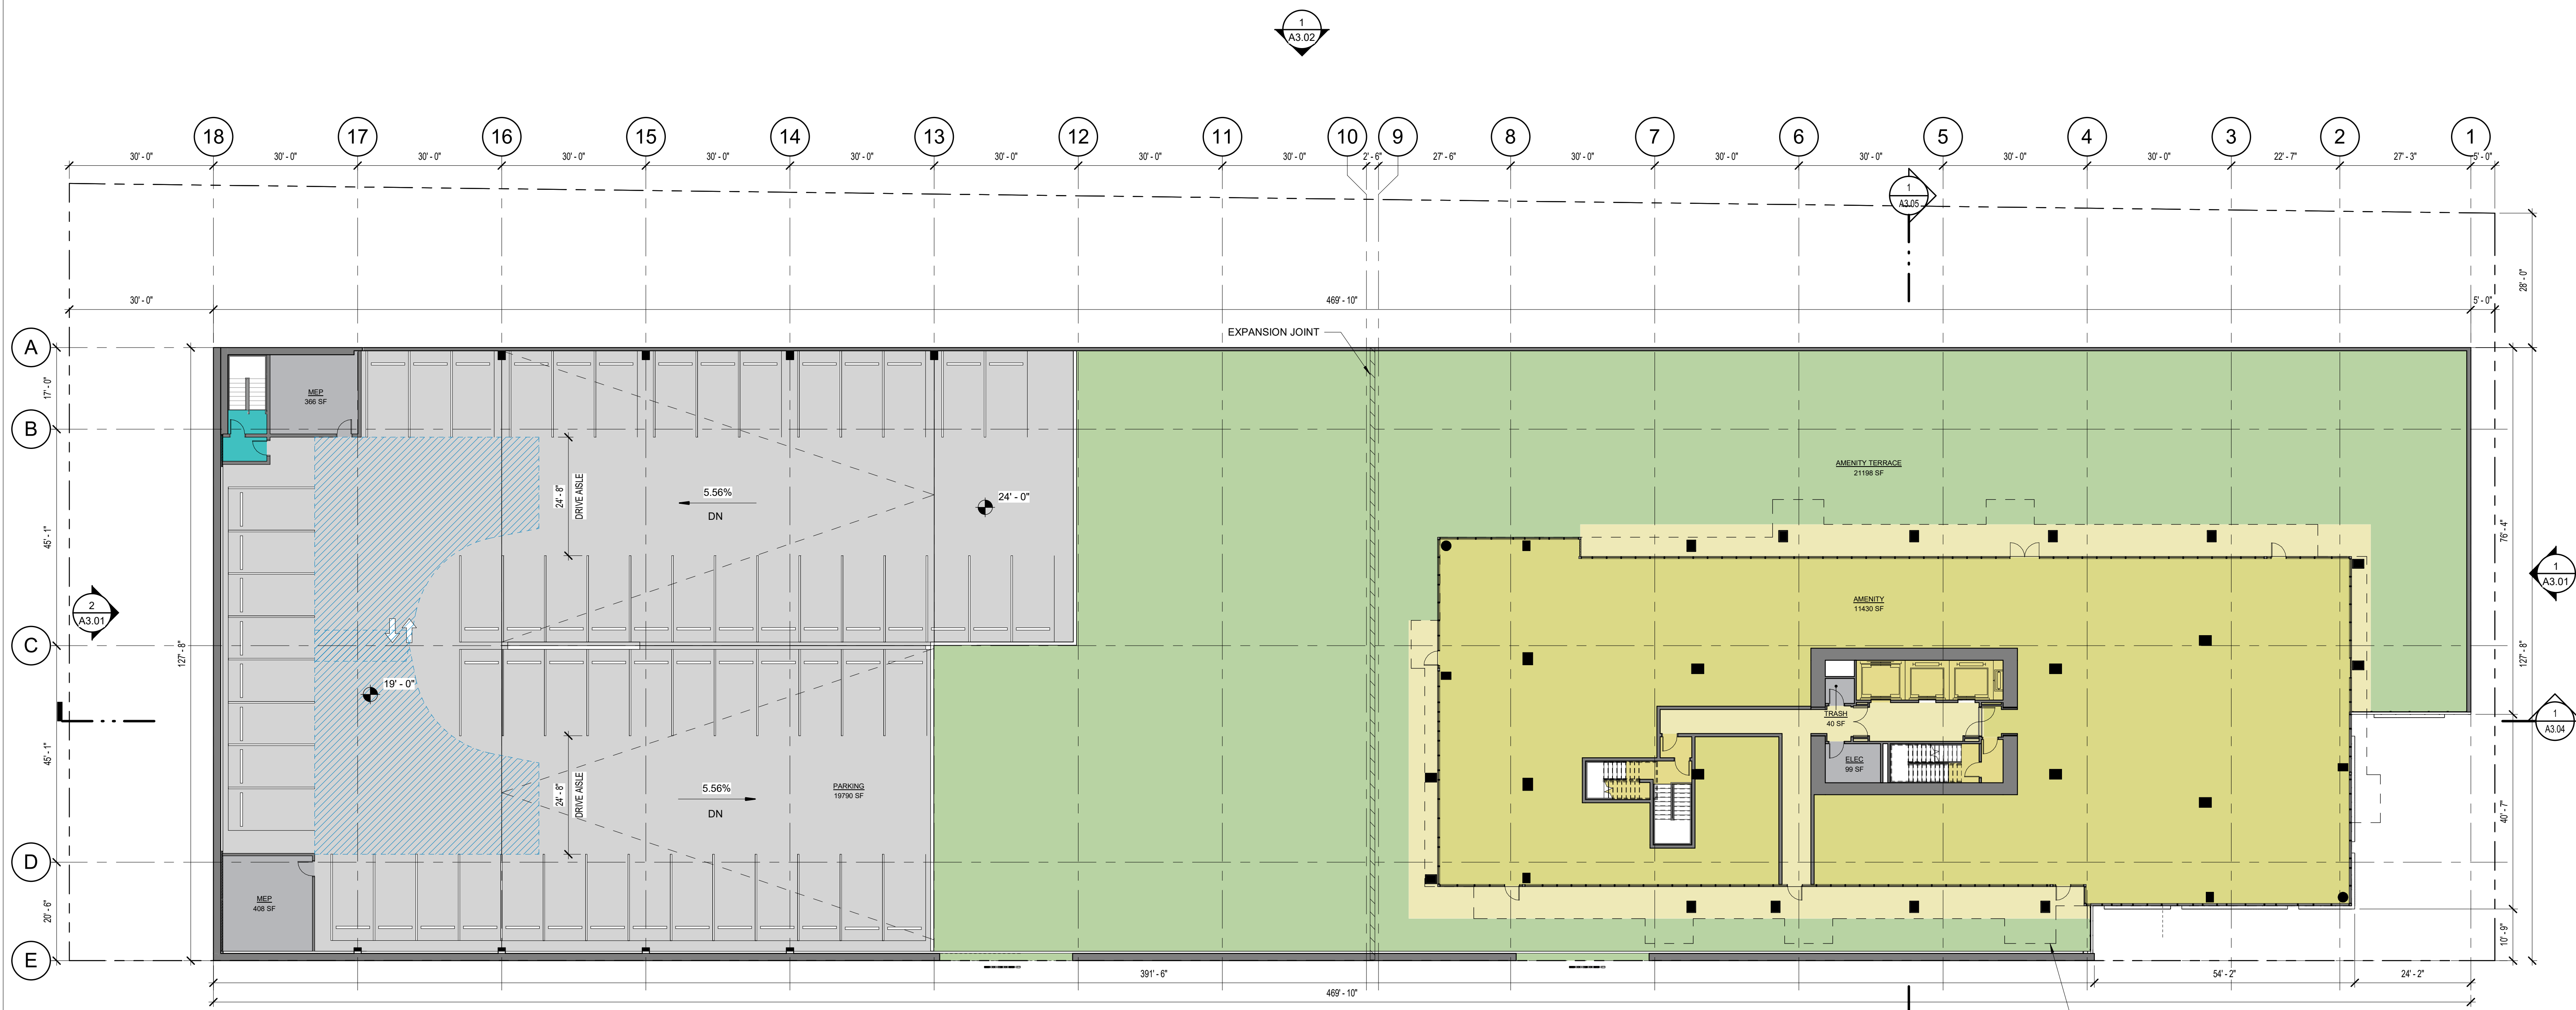 1
A3.02
18
17
16
15
14
13
12
11
10
9
8
7
6
5
4
3
2
1
30' - 0"
30' - 0"
30' - 0"
30' - 0"
30' - 0"
30' - 0"
30' - 0"
30' - 0"
30' - 0"
2' - 6"
27' - 6"
30' - 0"
30' - 0"
30' - 0"
30' - 0"
30' - 0"
22' - 7"
27' - 3"
5' - 0"
1
A3.05
28' - 0"
30' - 0"
469' - 10"
5' - 0"
EXPANSION JOINT
A
17' - 0"
MEP
366 SF
B
AMENITY TERRACE
21198 SF
24' - 8"
DRIVE AISLE
5.56%
DN
24' - 0"
45' - 1"
76' - 4"
1
A3.01
2
A3.01
AMENITY
11430 SF
C
127' - 8"
127' - 8"
19' - 0"
TRASH
40 SF
1
A3.04
45' - 1"
ELEC
99 SF
24' - 8"
DRIVE AISLE
5.56%
DN
PARKING
19790 SF
40' - 7"
D
MEP
408 SF
20' - 6"
10' - 9"
E
391' - 6"
54' - 2"
24' - 2"
469' - 10"